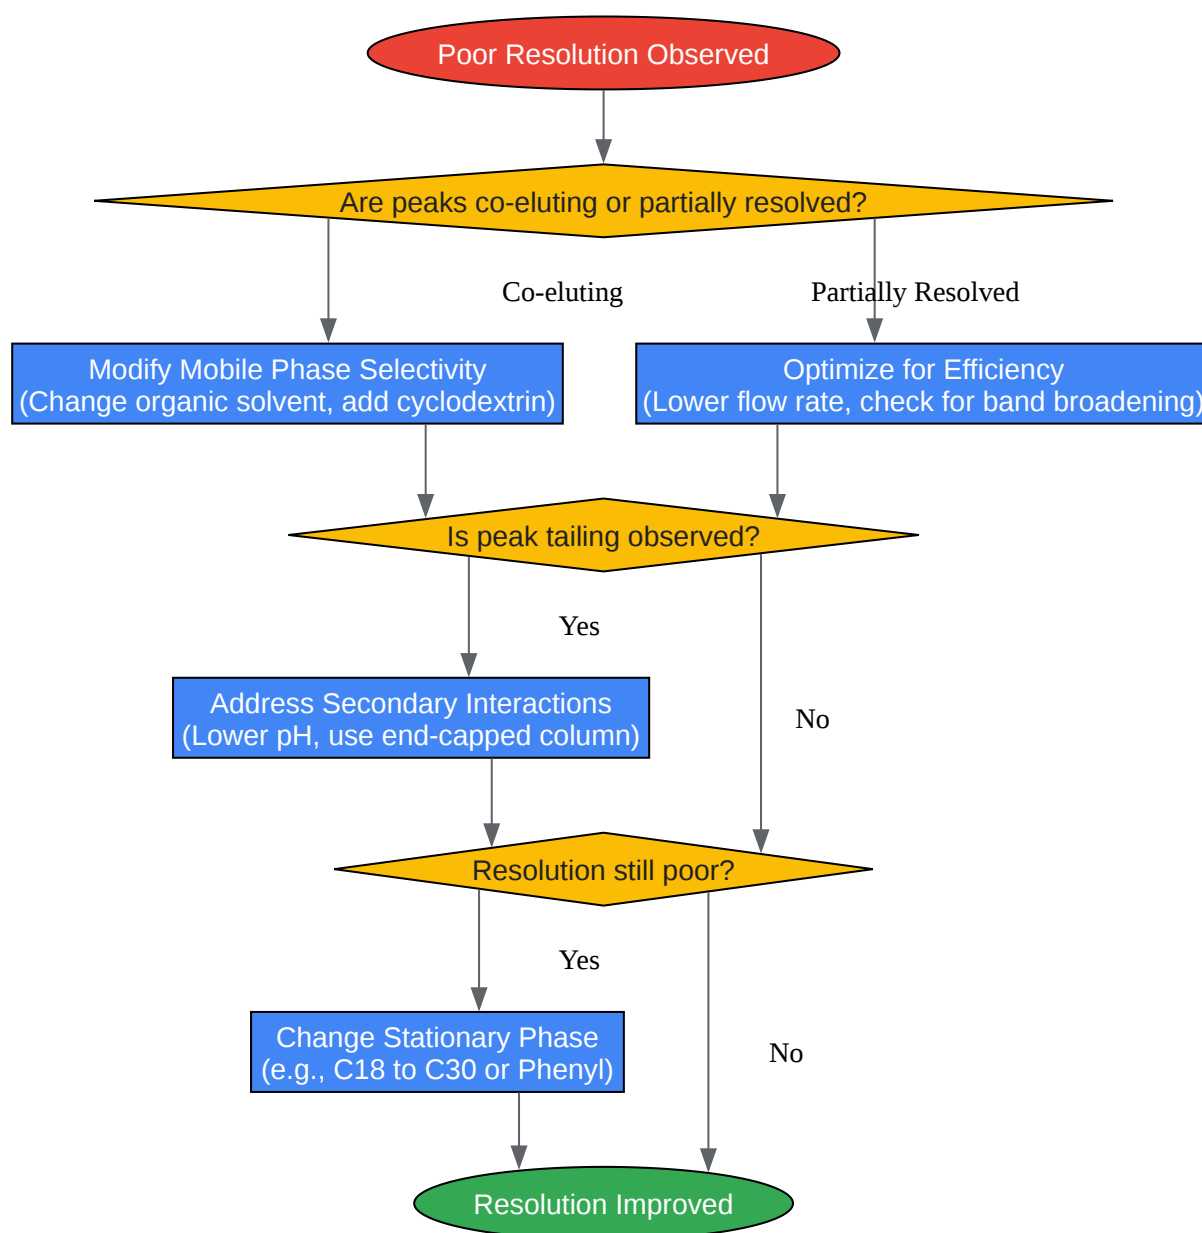 Poor Resolution Observed
Are peaks co-eluting or partially resolved?
Co-eluting
Partially Resolved
Modify Mobile Phase Selectivity
(Change organic solvent, add cyclodextrin)
Optimize for Efficiency
(Lower flow rate, check for band broadening)
Is peak tailing observed?
Yes
Address Secondary Interactions
(Lower pH, use end-capped column)
No
Resolution still poor?
Yes
Change Stationary Phase
(e.g., C18 to C30 or Phenyl)
No
Resolution Improved